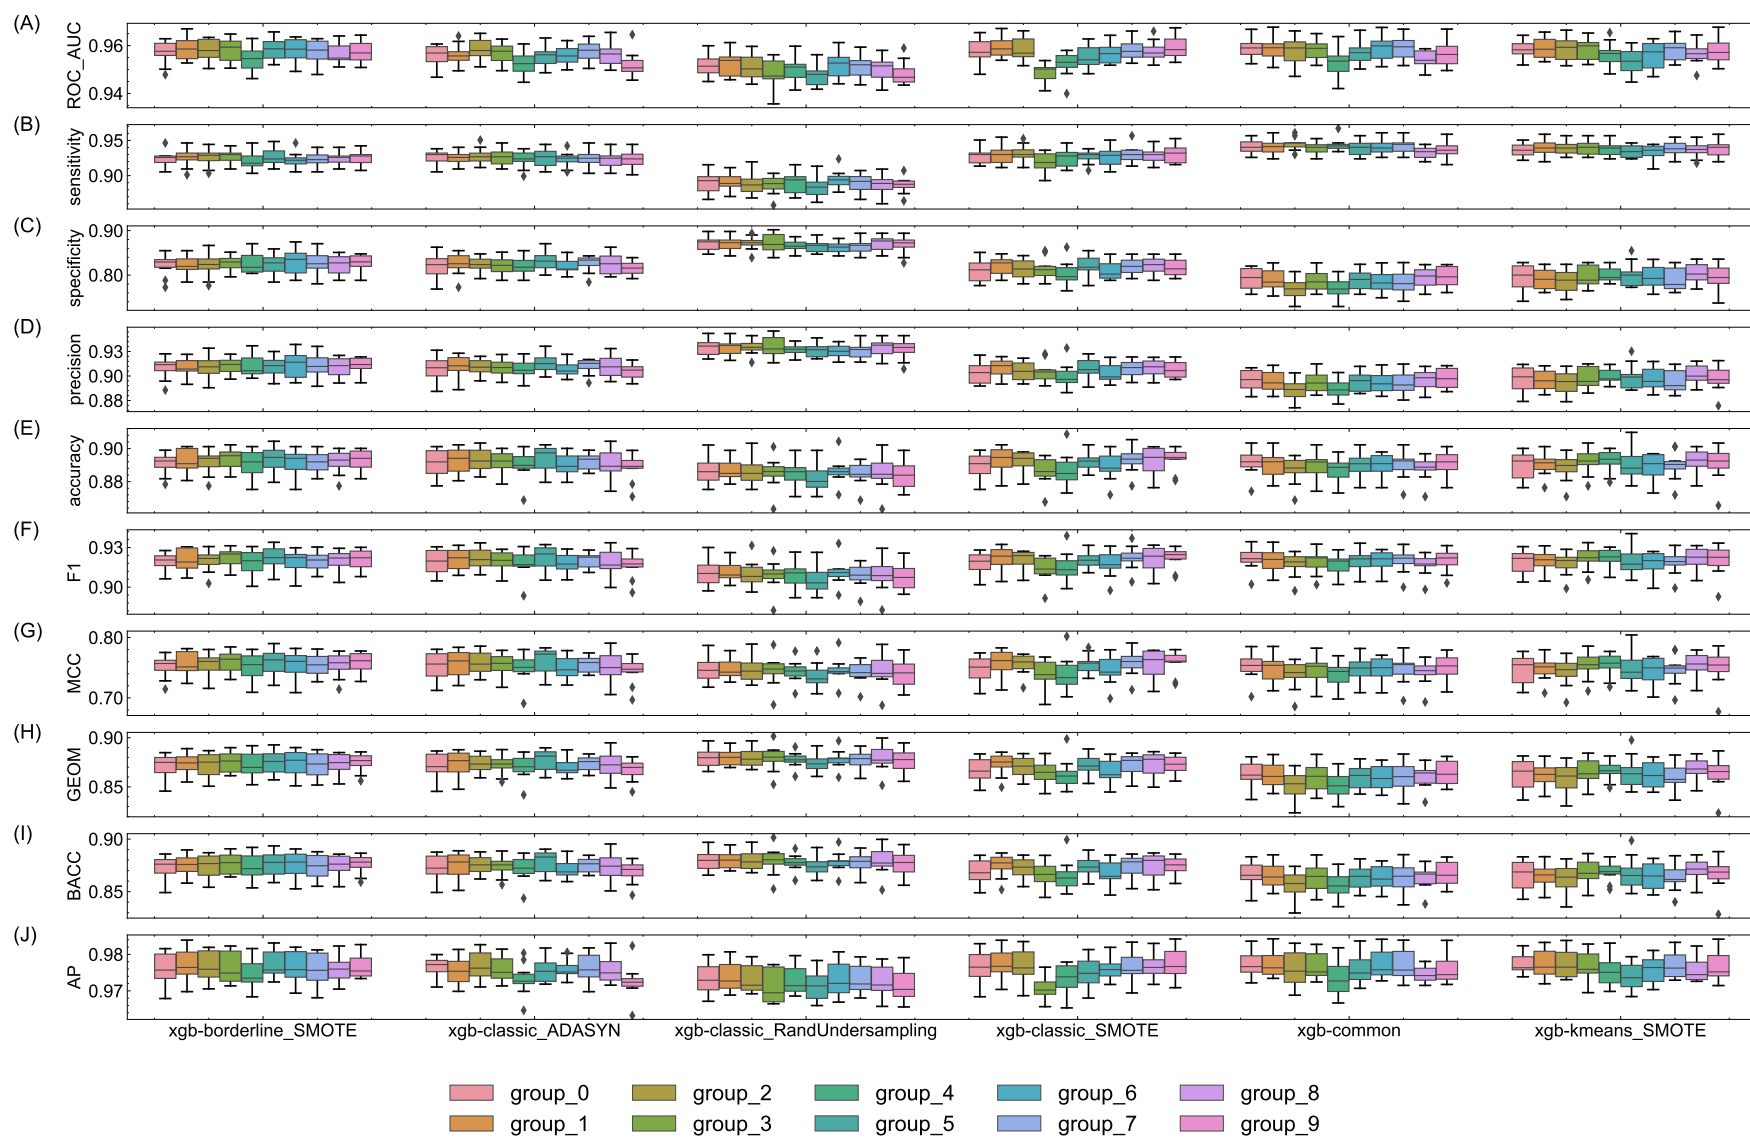 (A)
ROC_AUC
0.96
0.94
(B)
sensitivity
0.95
0.90
(C)
specificity
0.90
0.80
(D)
precision
0.93
0.90
0.88
(E)
accuracy
0.90
0.88
(F)
F1
0.93
0.90
(G)
MCC
0.80
0.70
(H)
GEOM
0.90
0.85
(I)
BACC
0.90
0.85
(J)
AP
0.98
0.97
xgb-borderline_SMOTE xgb-classic_ADASYN xgb-classic_RandUndersampling xgb-classic_SMOTE xgb-common xgb-kmeans_SMOTE
group_0 group_2 group_4 group_6 group_8
group_1 group_3 group_5 group_7 group_9